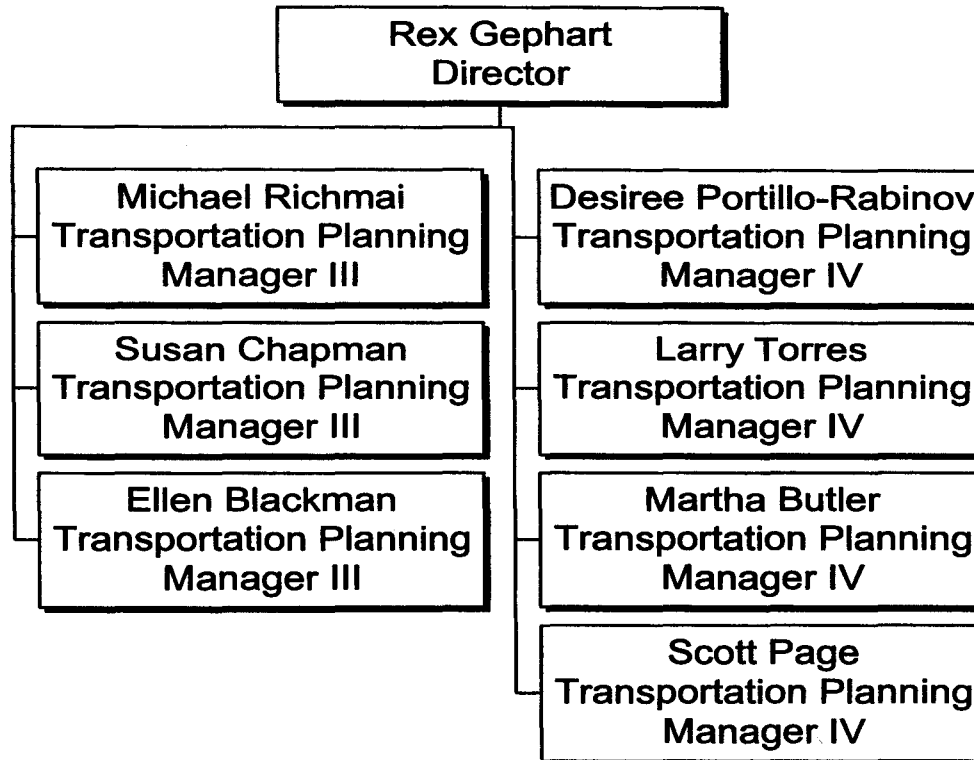 Rex Gephart
Director
Michael Richmai
Transportation Planning
Manager III
Susan Chapman
Transportation Planning
Manager III
Ellen Blackman
Transportation Planning
Manager III
Desiree Portillo-Rabinov
Transportation Planning
Manager IV
Larry Torres
Transportation Planning
Manager IV
Martha Butler
Transportation Planning
Manager IV
Scott Page
Transportation Planning
Manager IV